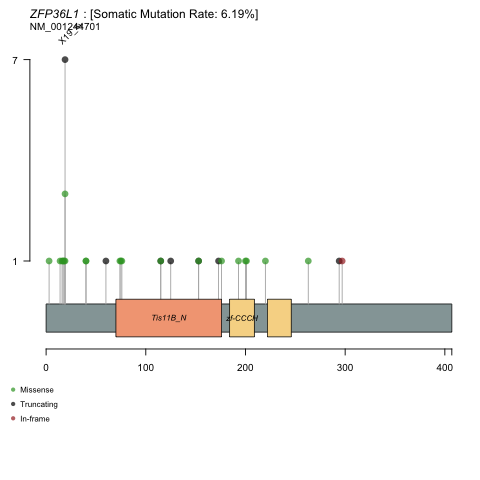 ZFP36L1 : [Somatic Mutation Rate: 6.19%]
NM_001244701
7
1
Tis11B_N
zf-CCCH
0 100 200 300 400
Missense
Truncating
In-frame